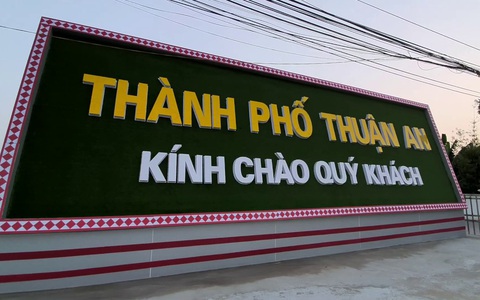 THÀNH PHỐ THUẬN AN
KÍNH CHÀO QUÝ KHÁCH